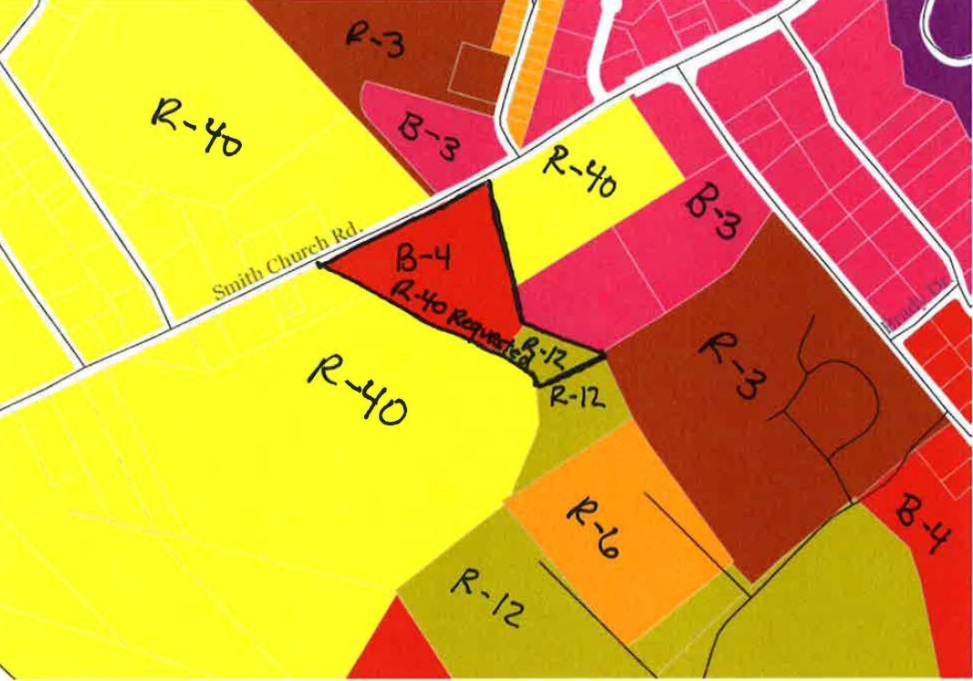 R-3
R-40
B-3
R-40
B-3
Smith Church Rd.
B-4
R-40 Requested
R-12
R-12
R-40
R-3
R-6
B-4
R-12